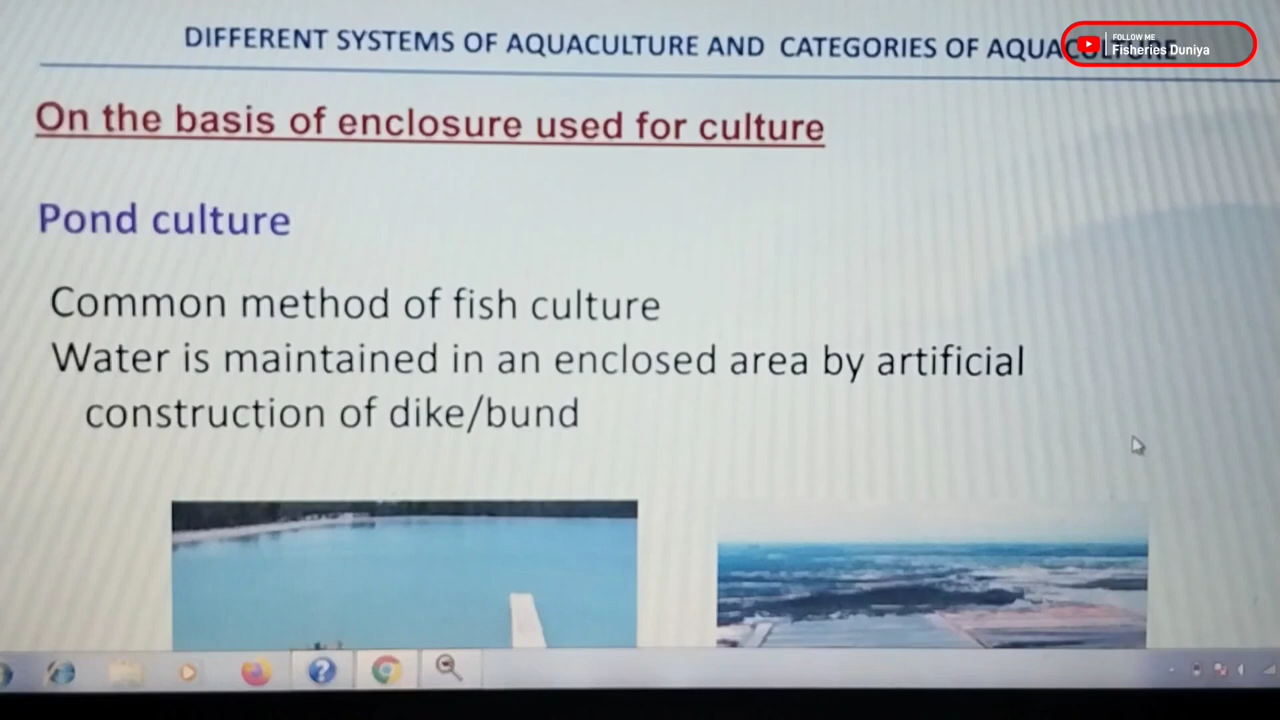 DIFFERENT SYSTEMS OF AQUACULTURE AND CATEGORIES OF AQUACULTURE
FOLLOW ME
Fisheries Duniya
On the basis of enclosure used for culture
Pond culture
Common method of fish culture
Water is maintained in an enclosed area by artificial
construction of dike/bund